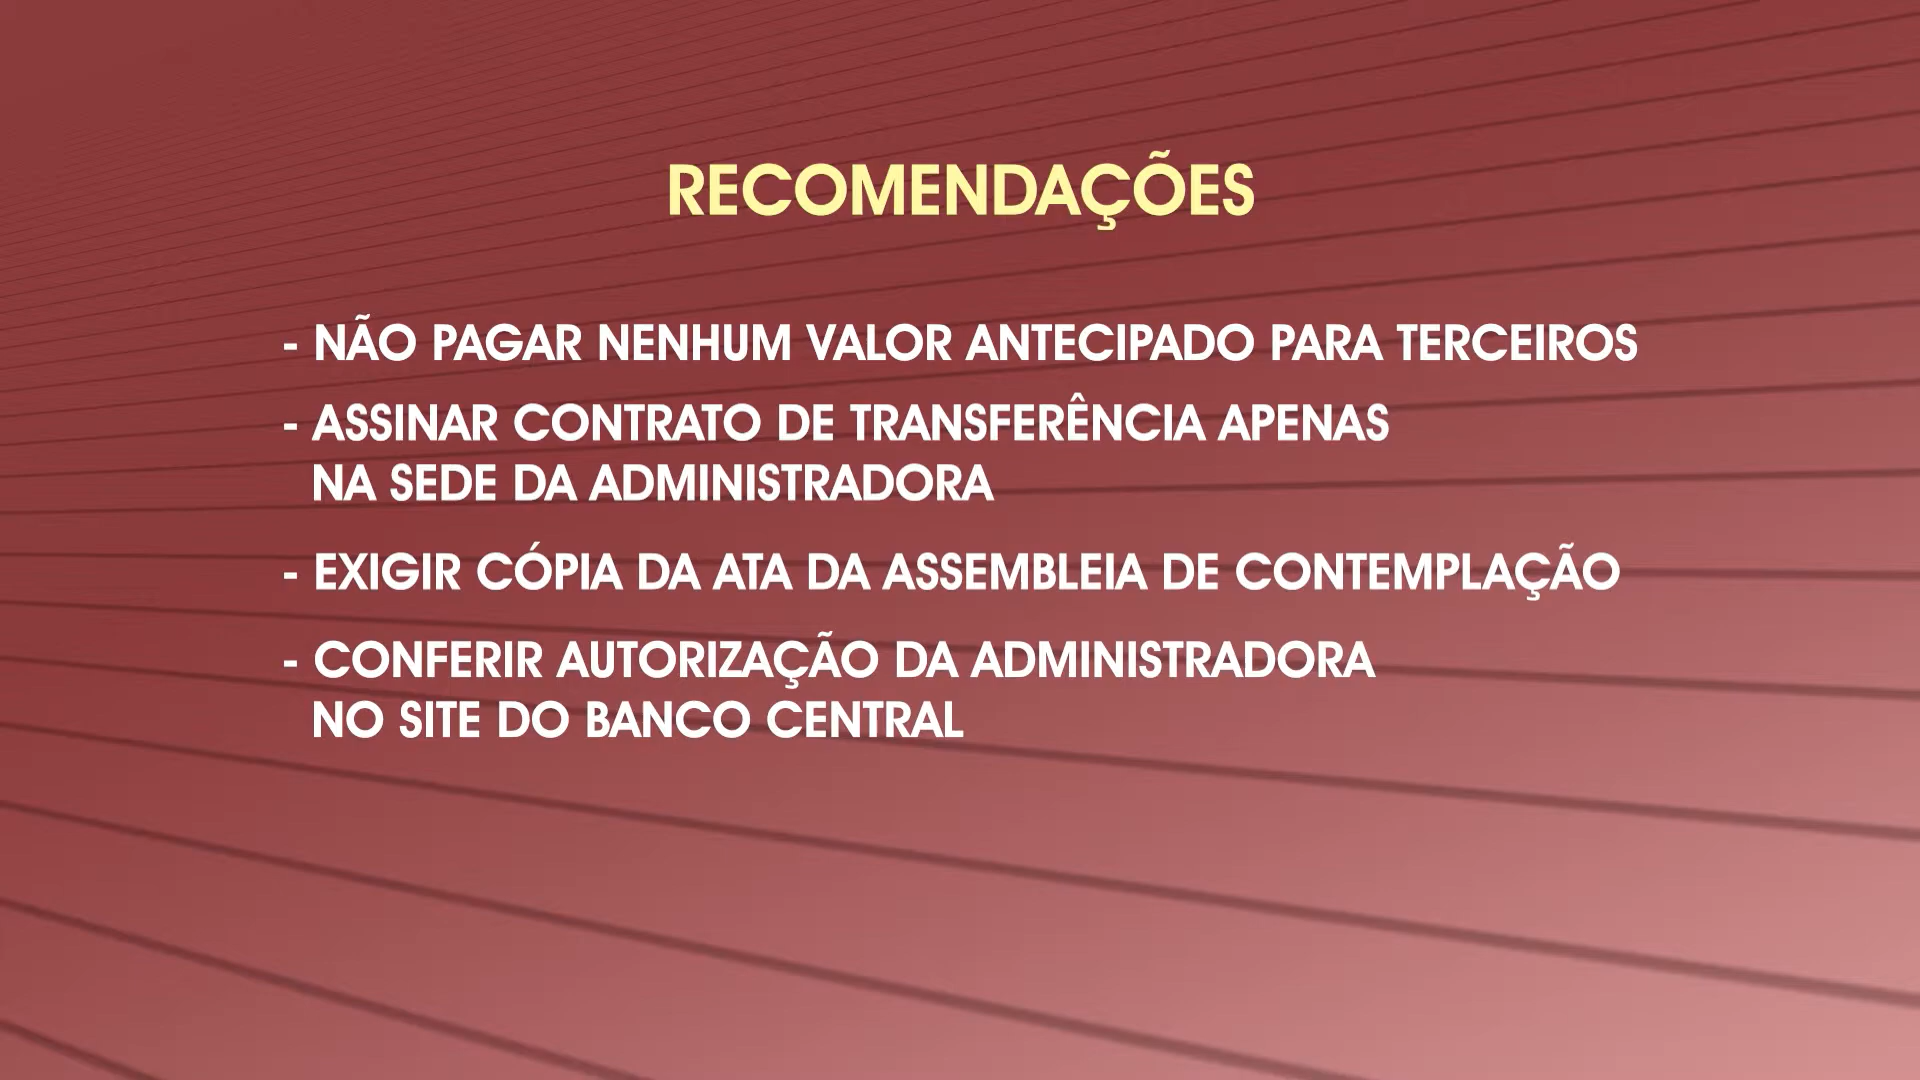 RECOMENDAÇÕES
- NÃO PAGAR NENHUM VALOR ANTECIPADO PARA TERCEIROS
- ASSINAR CONTRATO DE TRANSFERÊNCIA APENAS
NA SEDE DA ADMINISTRADORA
- EXIGIR CÓPIA DA ATA DA ASSEMBLEIA DE CONTEMPLAÇÃO
- CONFERIR AUTORIZAÇÃO DA ADMINISTRADORA
NO SITE DO BANCO CENTRAL